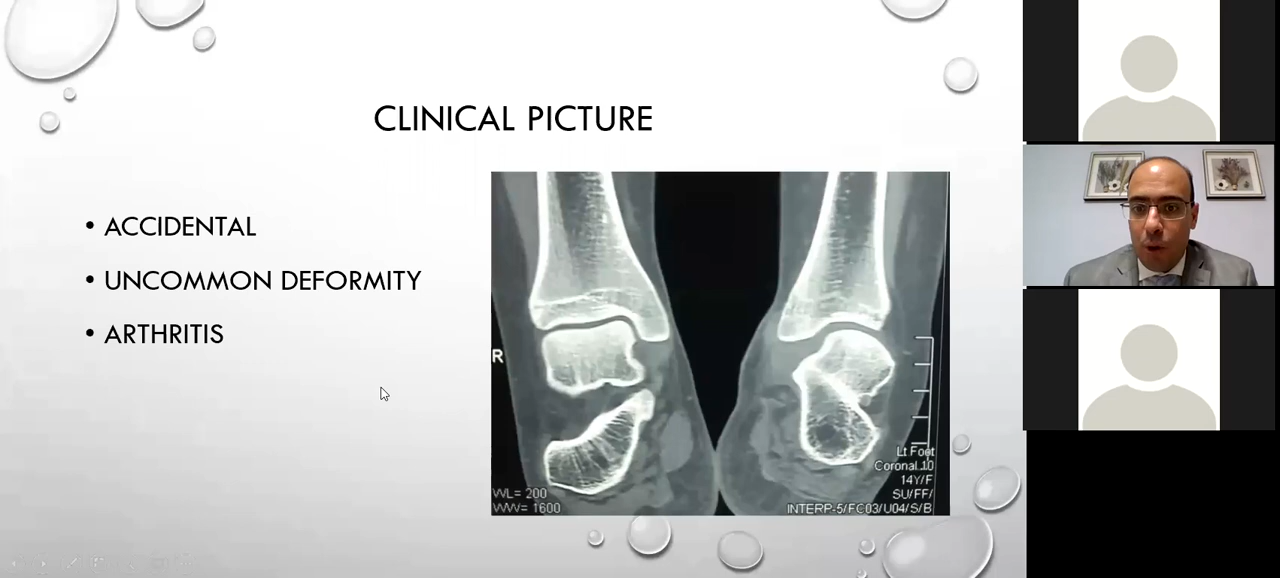 CLINICAL PICTURE
• ACCIDENTAL
• UNCOMMON DEFORMITY
• ARTHRITIS
R
Lt Foot
Coronal 10
14Y/F
SU/FF/
WL= 200
WW= 1600
INTERP-5/FC03/U04/S/B